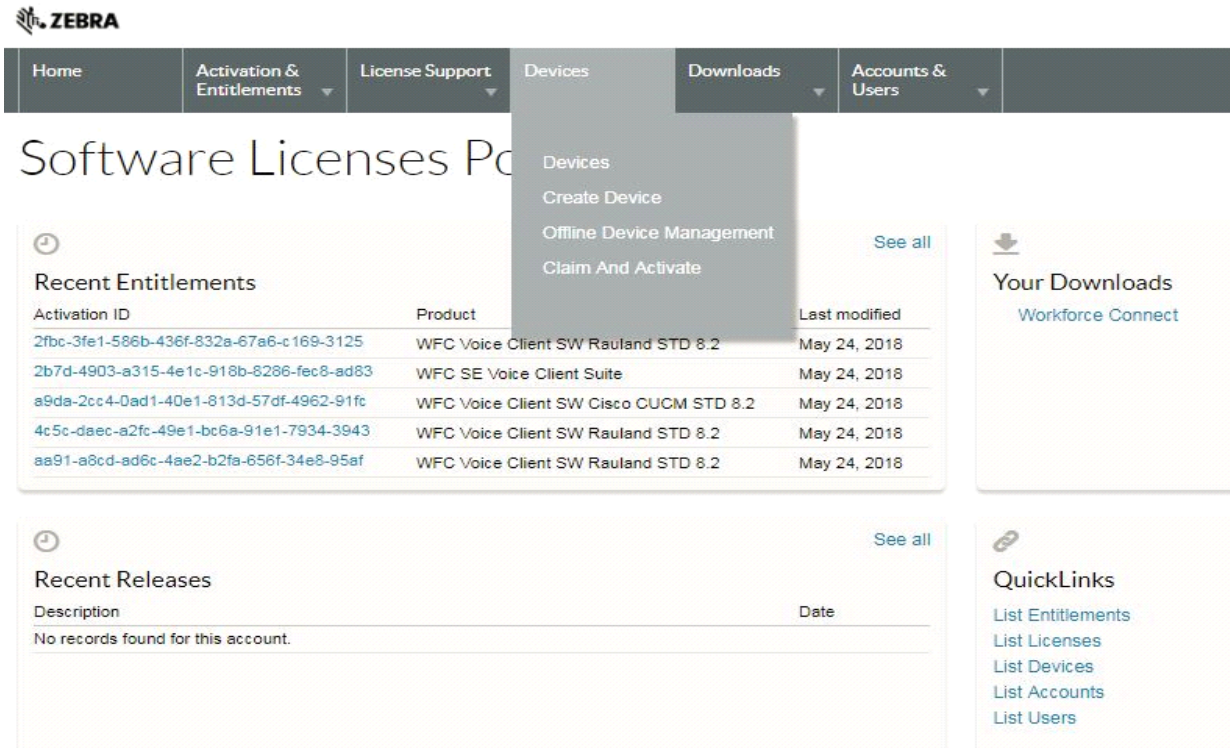 ZEBRA
Home
Activation &
Entitlements
License Support
Devices
Downloads
Accounts &
Users
Software Licenses Po
Devices
Create Device
Offline Device Management
Claim And Activate
See all
Recent Entitlements
Activation ID Product Last modified
2fbc-3fe1-586b-436f-832a-67a6-c169-3125 WFC Voice Client SW Rauland STD 8.2 May 24, 2018
2b7d-4903-a315-4e1c-918b-8286-fec8-ad83 WFC SE Voice Client Suite May 24, 2018
a9da-2cc4-0ad1-40e1-813d-57df-4962-91fc WFC Voice Client SW Cisco CUCM STD 8.2 May 24, 2018
4c5c-daec-a2fc-49e1-bc6a-91e1-7934-3943 WFC Voice Client SW Rauland STD 8.2 May 24, 2018
aa91-a8cd-ad6c-4ae2-b2fa-656f-34e8-95af WFC Voice Client SW Rauland STD 8.2 May 24, 2018
Your Downloads
Workforce Connect
See all
Recent Releases
Description Date
No records found for this account.
QuickLinks
List Entitlements
List Licenses
List Devices
List Accounts
List Users